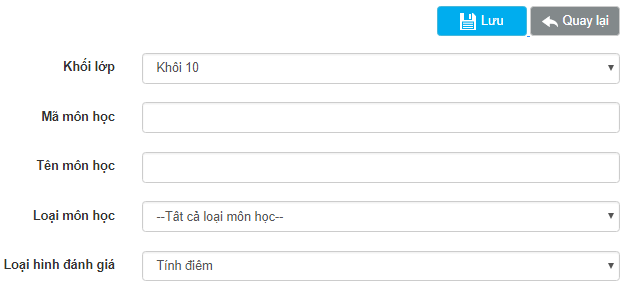 Lưu Quay lại
Khối lớp Khối 10
Mã môn học
Tên môn học
Loại môn học --Tất cả loại môn học--
Loại hình đánh giá Tính điểm